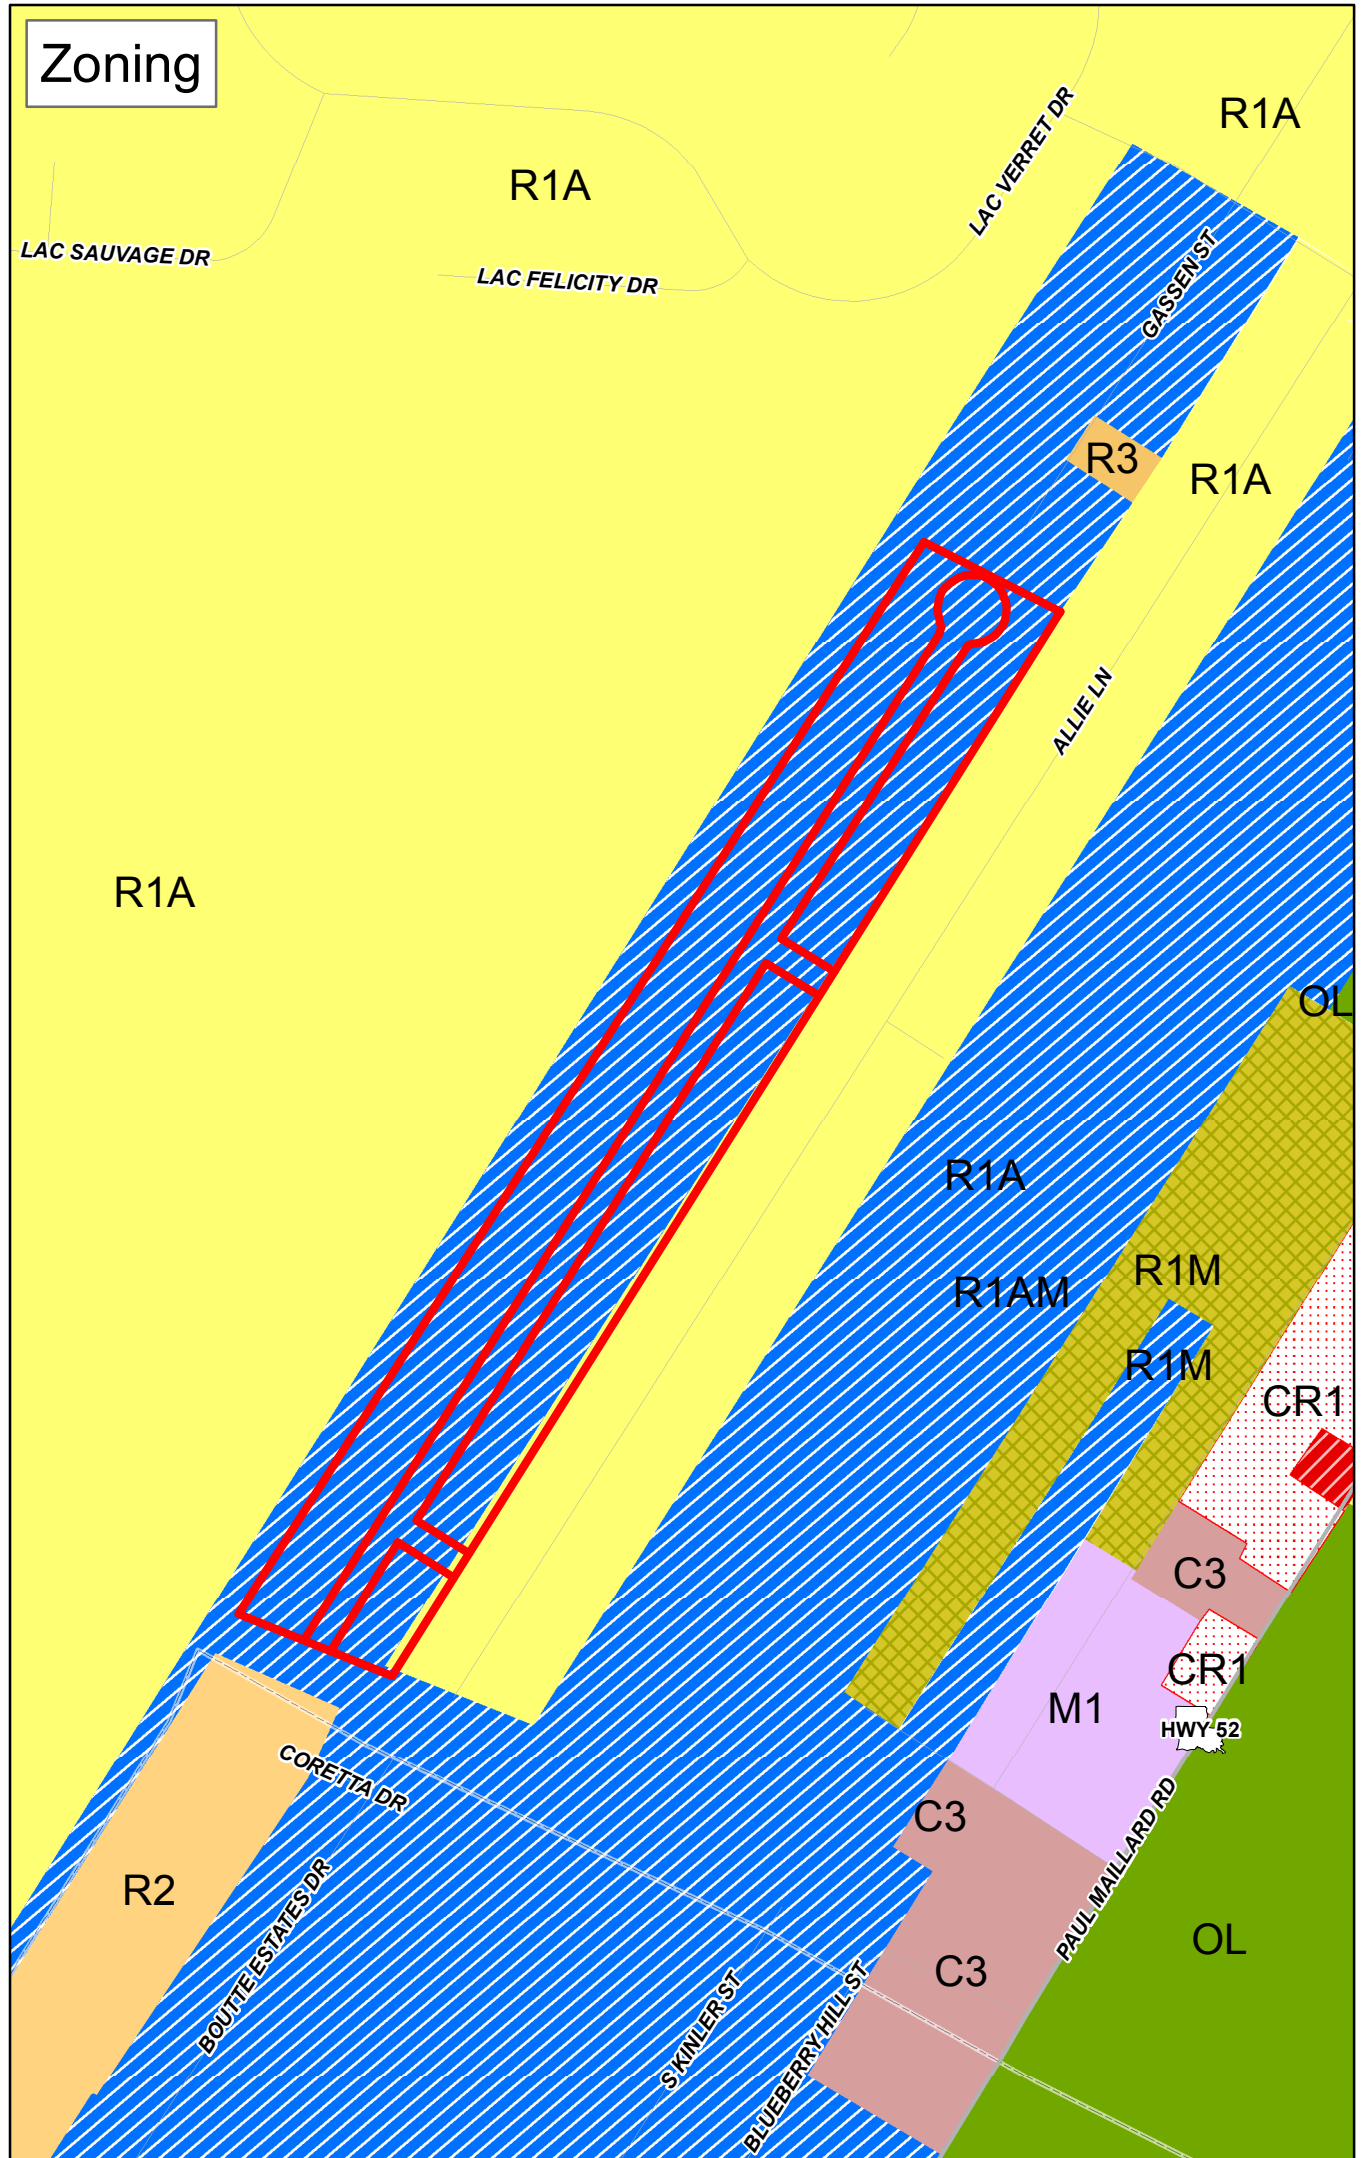 Zoning
R1A
LAC VERRET DR
R1A
GASSEN ST
LAC SAUVAGE DR
LAC FELICITY DR
R3
R1A
ALLIE LN
R1A
OL
R1A
R1M
R1AM
R1M
CR1
C3
CR1
M1
HWY 52
CORETTA DR
C3
PAUL MAILLARD RD
R2
BOUTTE ESTATES DR
OL
C3
S KINLER ST
BLUEBERRY HILL ST